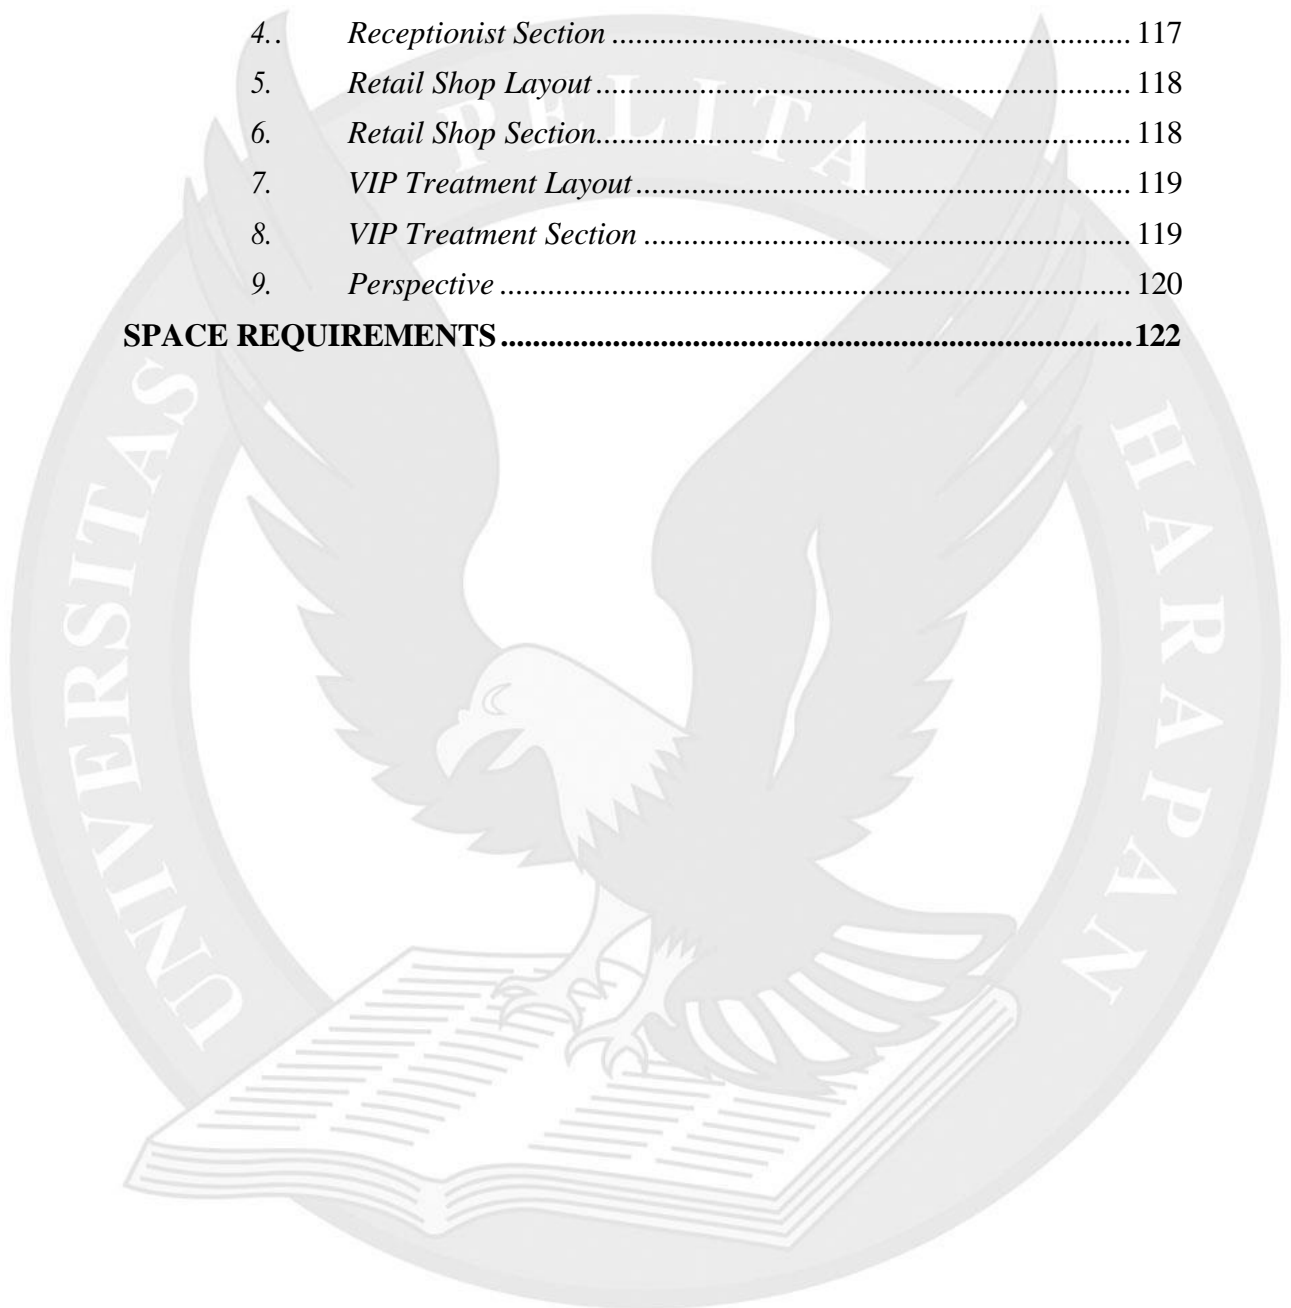 4.. Receptionist Section ................................................................. 117
5. Retail Shop Layout ................................................................... 118
6. Retail Shop Section................................................................... 118
7. VIP Treatment Layout .............................................................. 119
8. VIP Treatment Section ............................................................. 119
9. Perspective ............................................................................... 120
SPACE REQUIREMENTS ................................................................................122
UNIVERSITAS PELITA HARAPAN